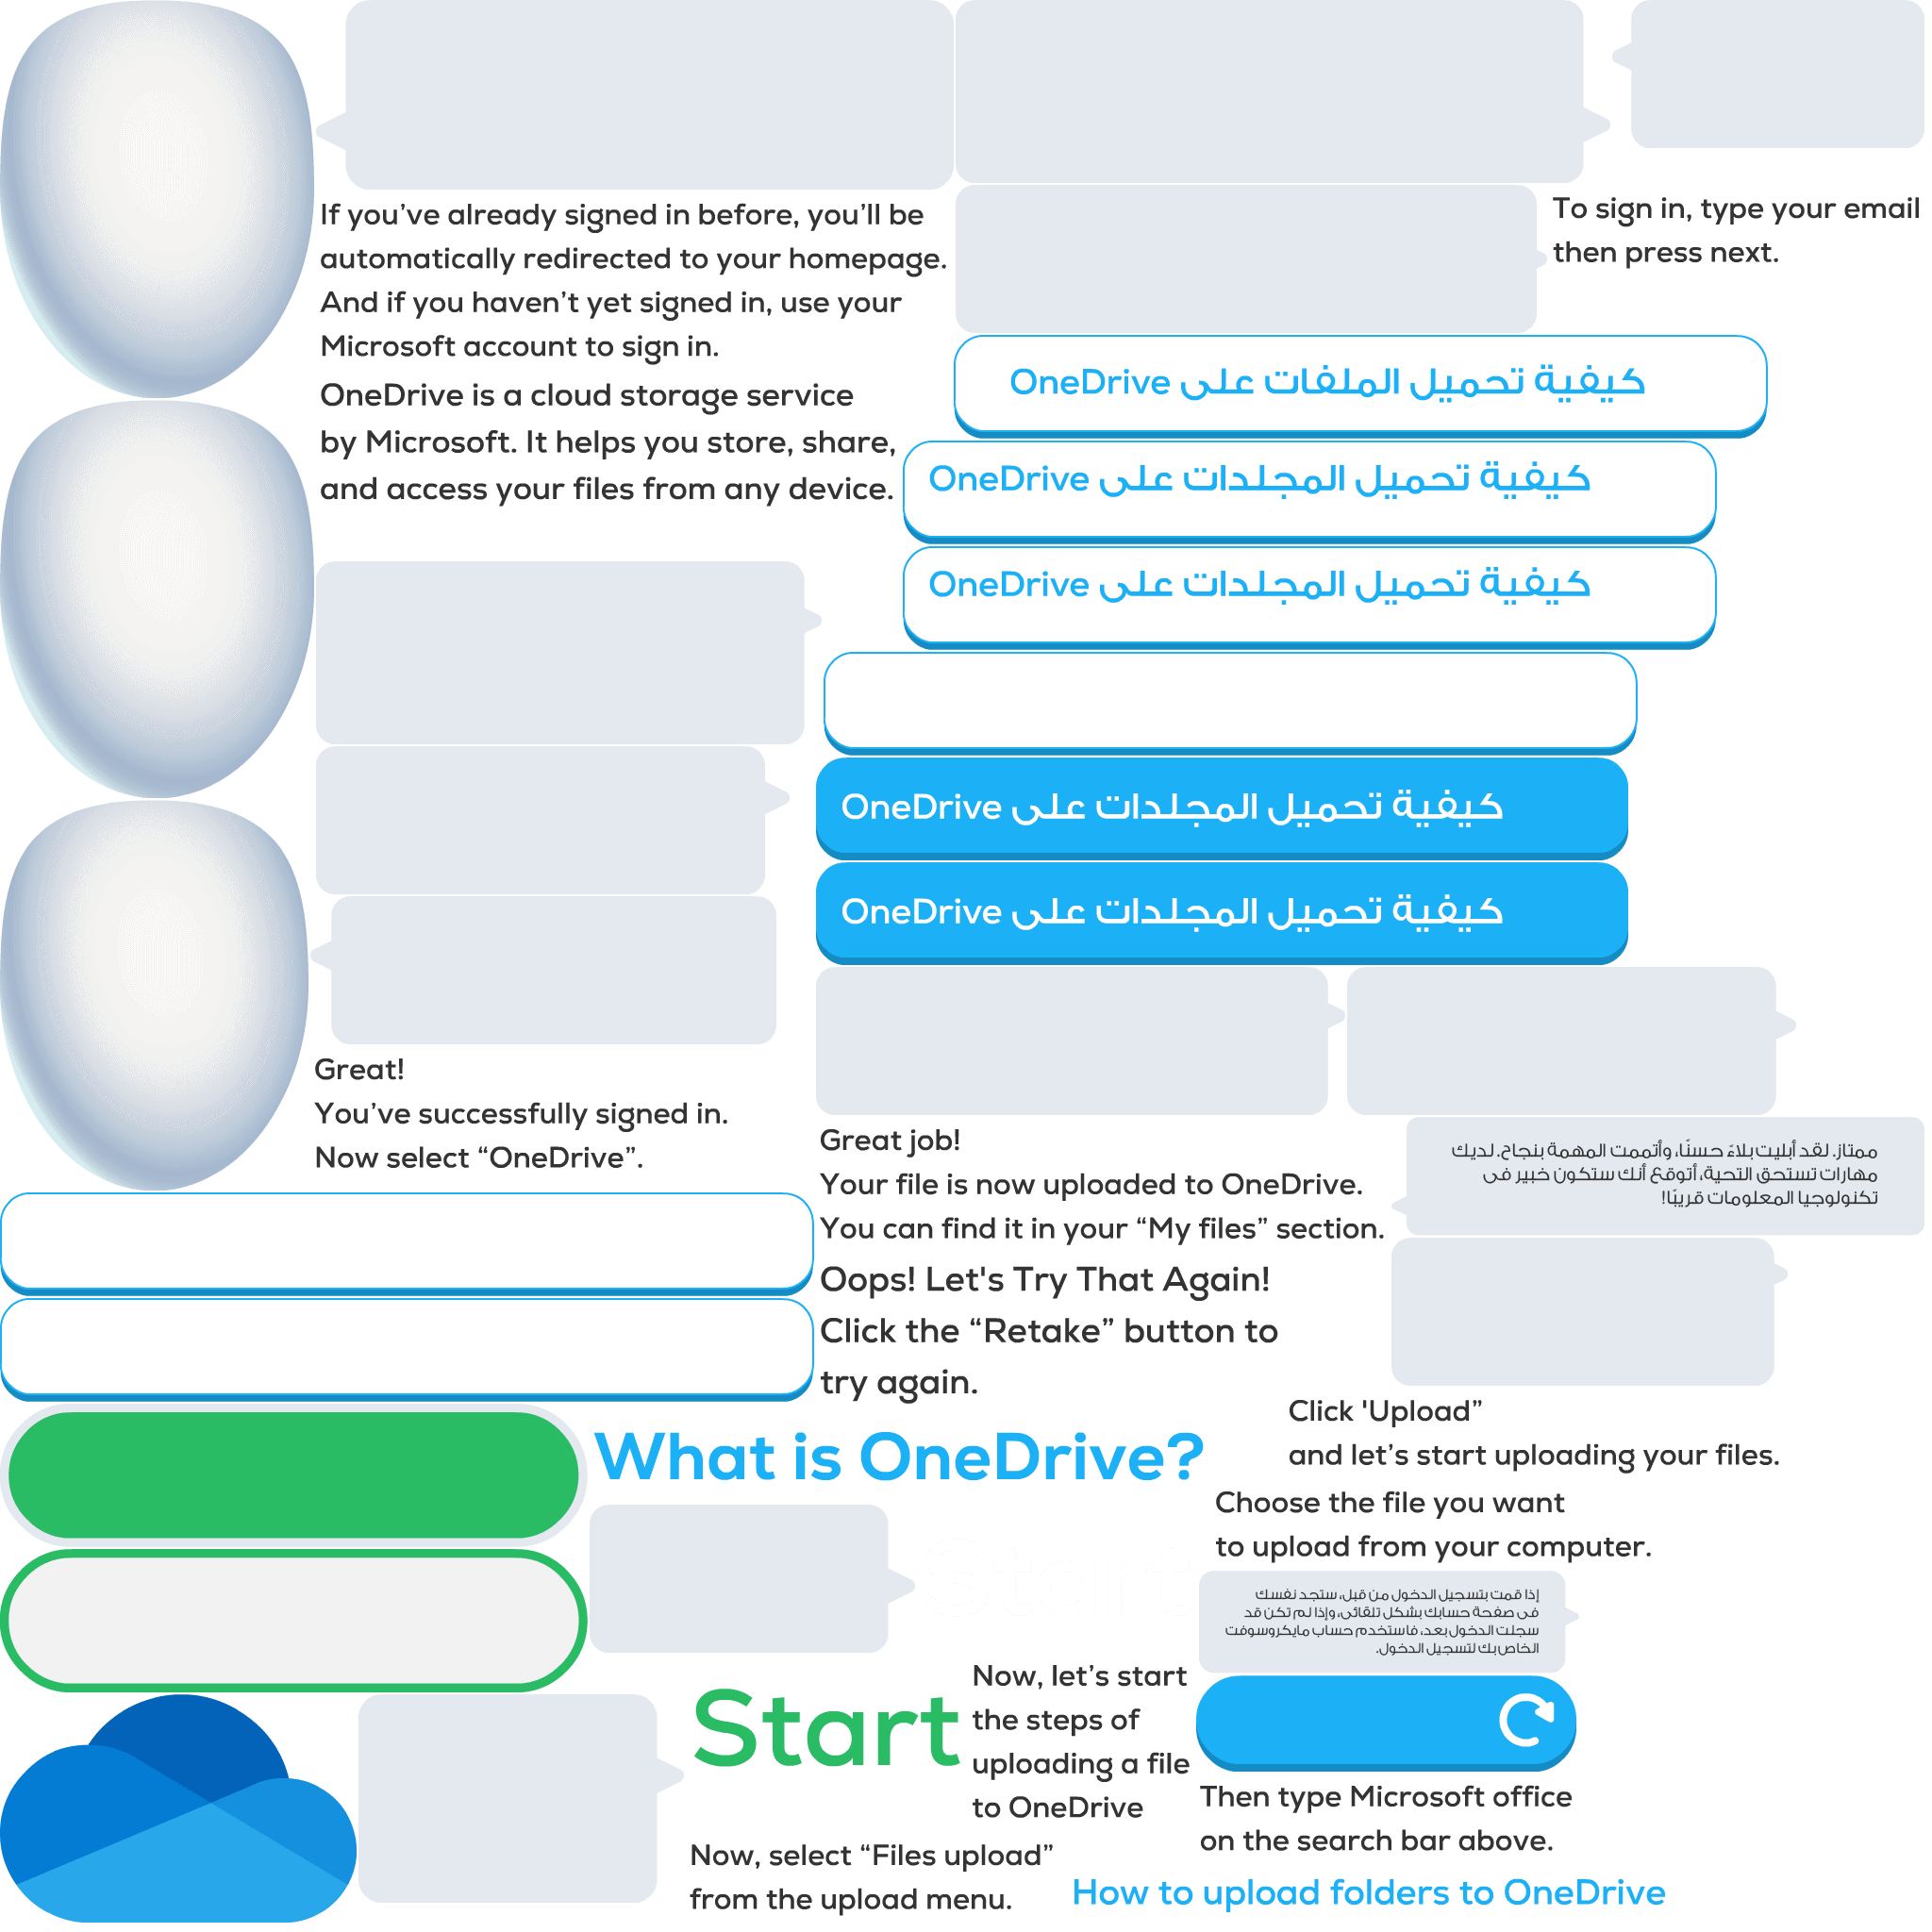 If you’ve already signed in before, you’ll be
automatically redirected to your homepage.
And if you haven’t yet signed in, use your
Microsoft account to sign in.
OneDrive is a cloud storage service
by Microsoft. It helps you store, share,
and access your files from any device.
To sign in, type your email
then press next.
كيفية تحميل الملفات على OneDrive
كيفية تحميل المجلدات على OneDrive
كيفية تحميل المجلدات على OneDrive
كيفية تحميل المجلدات على OneDrive
كيفية تحميل المجلدات على OneDrive
Great!
You’ve successfully signed in.
Now select “OneDrive”.
Great job!
Your file is now uploaded to OneDrive.
You can find it in your “My files” section.
ممتاز. لقد أبليت بلاءً حسنًا، وأتممت المهمة بنجاح. لديك
مهارات تستحق التحية، أتوقع أنك ستكون خبير فى
تكنولوجيا المعلومات قريبًا!
Oops! Let's Try That Again!
Click the “Retake” button to
try again.
What is OneDrive?
Click 'Upload”
and let’s start uploading your files.
Choose the file you want
to upload from your computer.
Start
إذا قمت بتسجيل الدخول من قبل، ستجد نفسك
فى صفحة حسابك بشكل تلقائى، وإذا لم تكن قد
سجلت الدخول بعد، فاستخدم حساب مايكروسوفت
الخاص بك لتسجيل الدخول.
Start
Now, let’s start
the steps of
uploading a file
to OneDrive
Then type Microsoft office
on the search bar above.
Now, select “Files upload”
from the upload menu.
How to upload folders to OneDrive